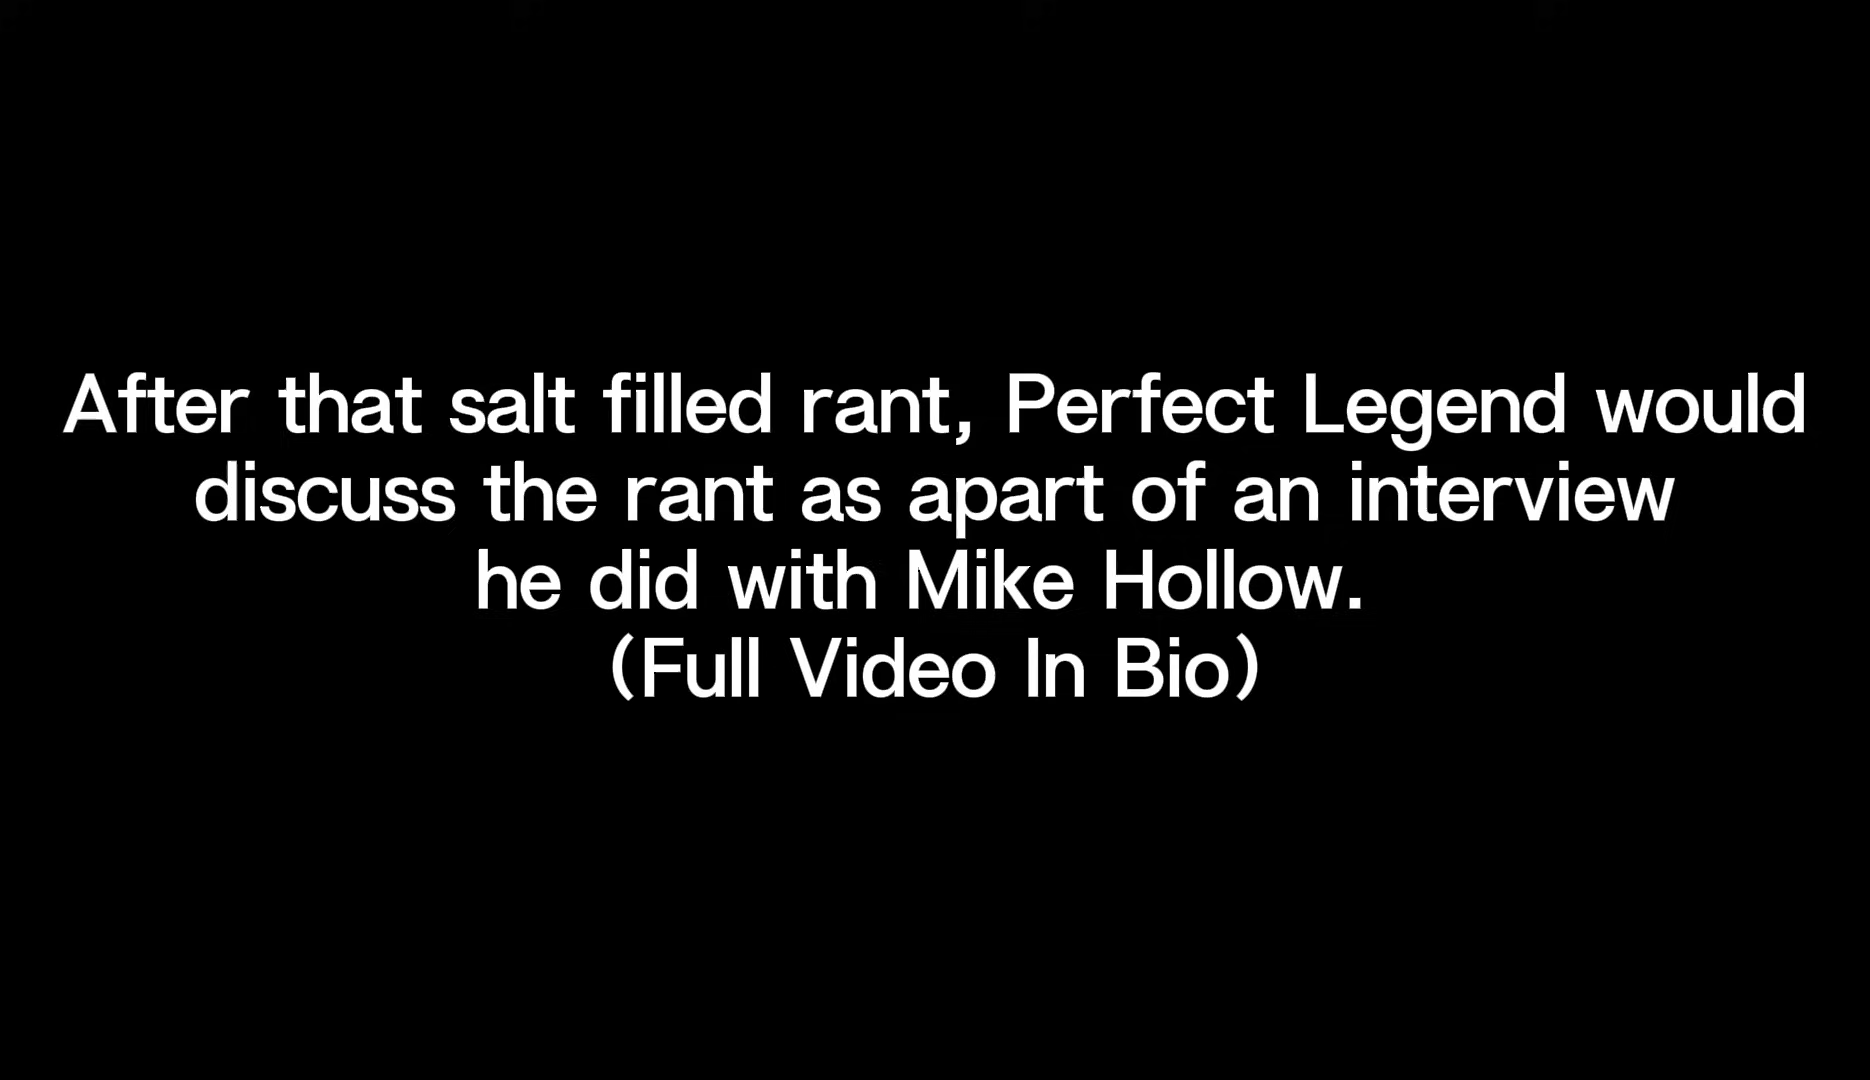 After that salt filled rant, Perfect Legend would
discuss the rant as apart of an interview
he did with Mike Hollow.
(Full Video In Bio)